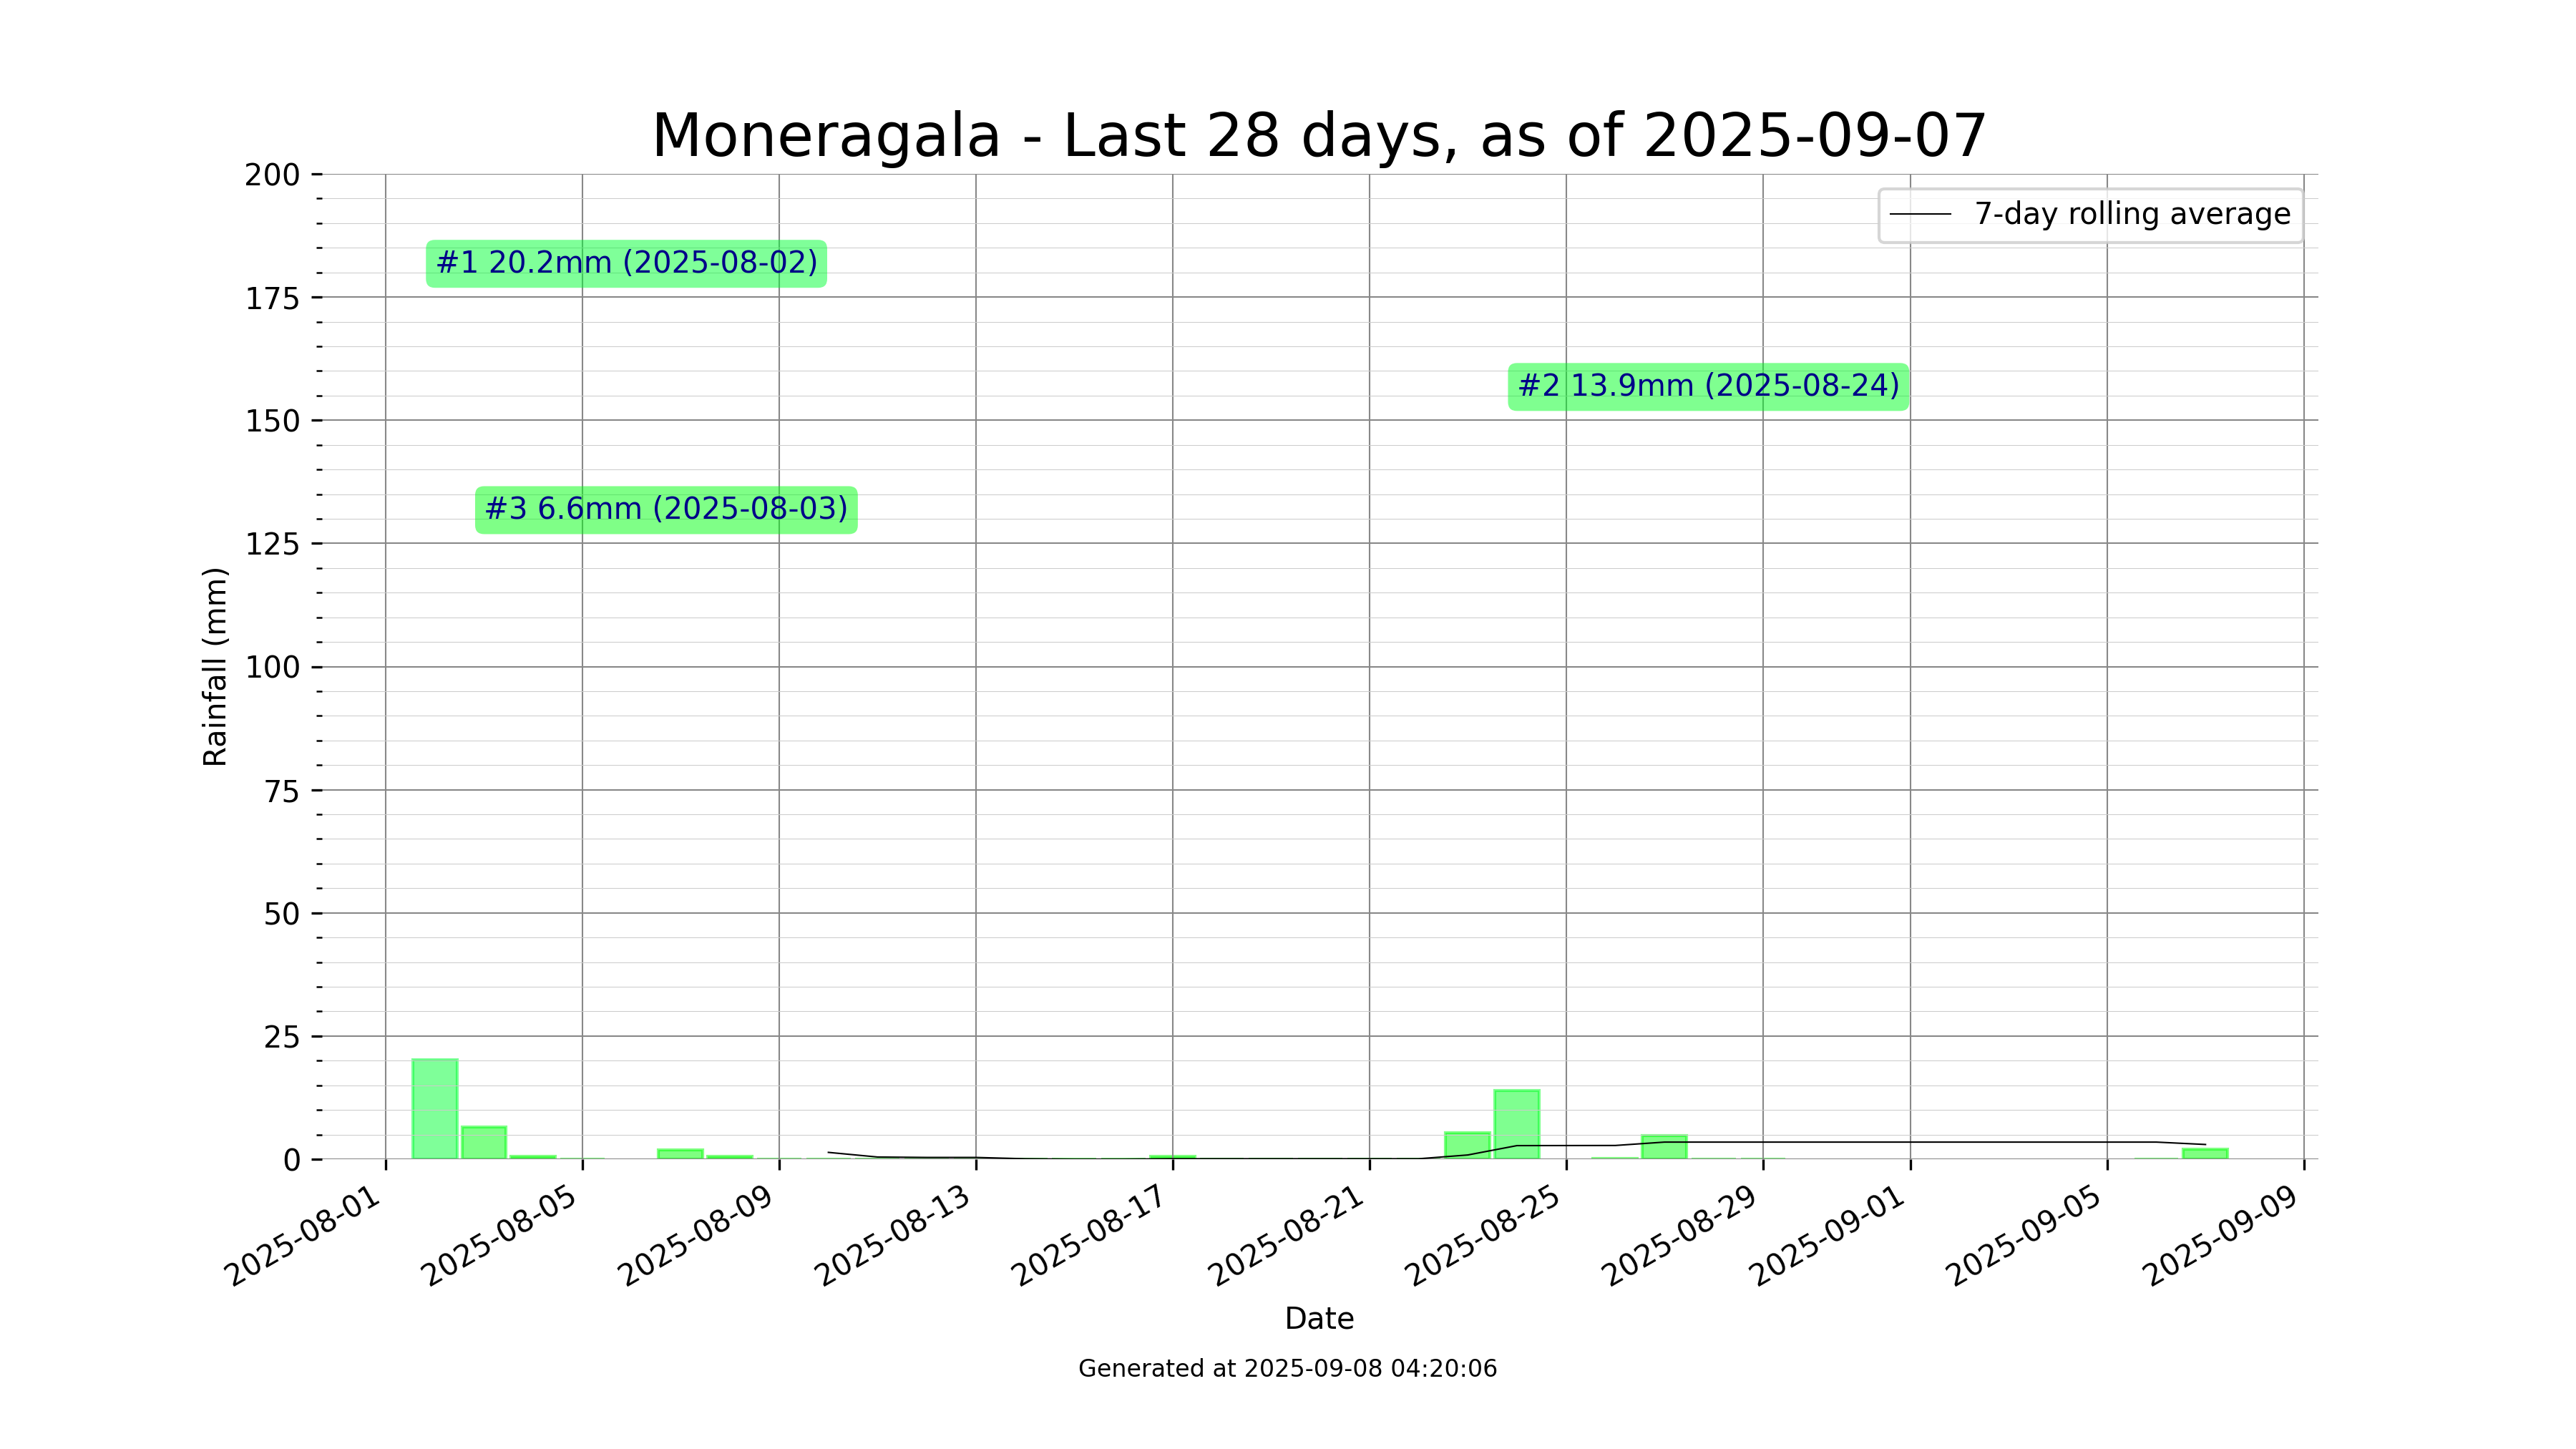 Moneragala - Last 28 days, as of 2025-09-07
7-day rolling average
#1 20.2mm (2025-08-02)
#2 13.9mm (2025-08-24)
#3 6.6mm (2025-08-03)
Rainfall (mm)
200
175
150
125
100
75
50
25
0
2025-08-01
2025-08-05
2025-08-09
2025-08-13
2025-08-17
2025-08-21
2025-08-25
2025-08-29
2025-09-01
2025-09-05
2025-09-09
Date
Generated at 2025-09-08 04:20:06